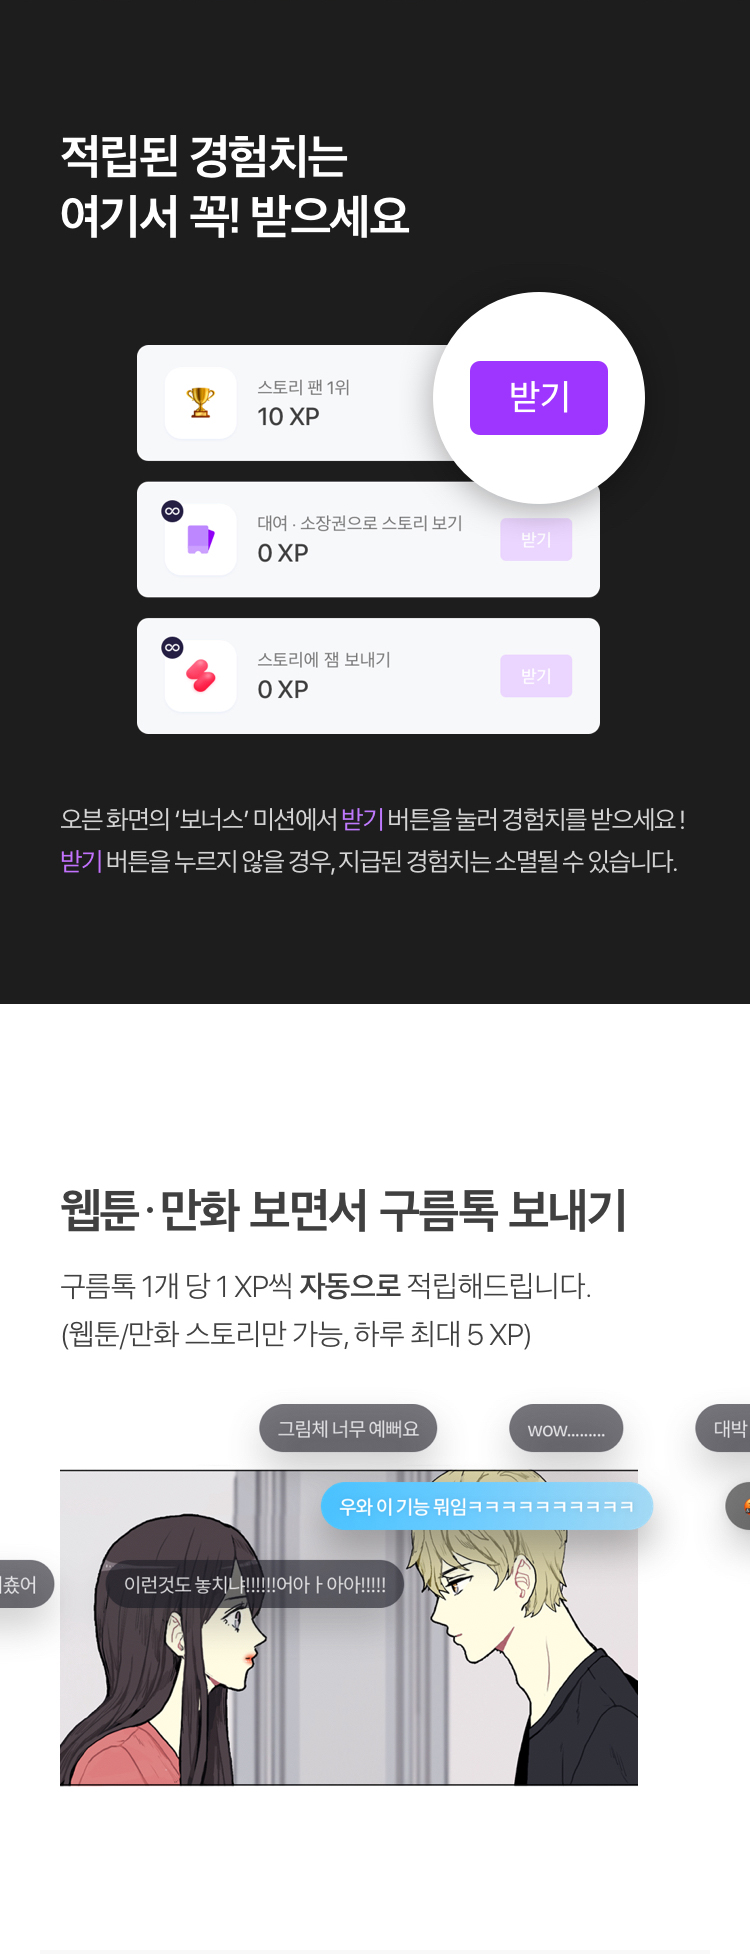 적립된 경험치는
여기서 꼭! 받으세요
스토리 팬 1위
10 XP
받기
대여 · 소장권으로 스토리 보기
0 XP
받기
스토리에 잼 보내기
0 XP
받기
오븐 화면의 ‘보너스’ 미션에서 받기 버튼을 눌러 경험치를 받으세요 !
받기 버튼을 누르지 않을 경우, 지급된 경험치는 소멸될 수 있습니다.
웹툰 · 만화 보면서 구름톡 보내기
구름톡 1개 당 1 XP씩 자동으로 적립해드립니다.
(웹툰/만화 스토리만 가능, 하루 최대 5 XP)
그림체 너무 예뻐요
wow.........
대박
우와 이 기능 뭐임ㅋㅋㅋㅋㅋㅋㅋㅋㅋㅋㅋ
이런것도 놓치냐!!!!!!어아ㅏ아아!!!!!